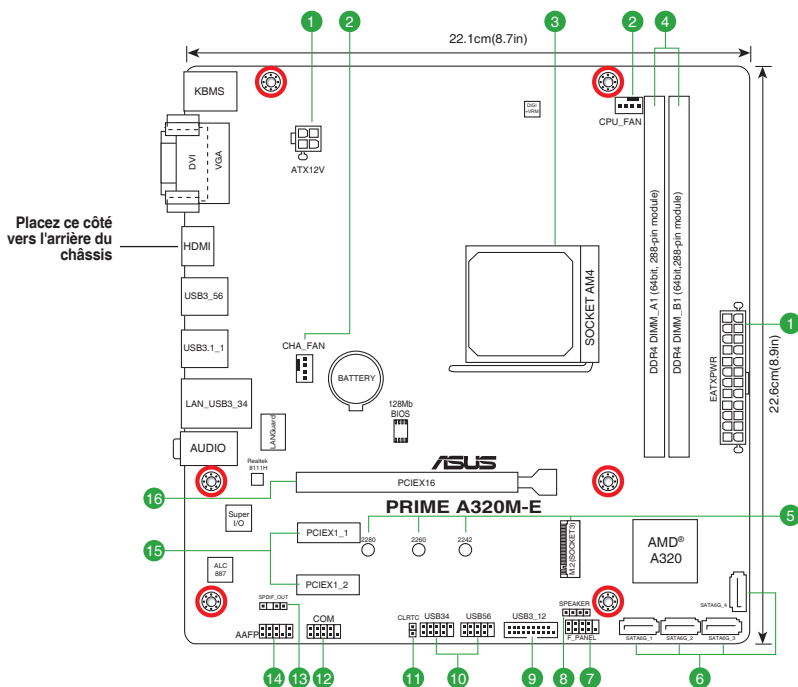 1
2
3
2
4
22.1cm(8.7in)
KBMS
DIGI
+VRM
CPU_FAN
ATX12V
DVI
VGA
Placez ce côté
vers l'arrière du
châssis
HDMI
SOCKET AM4
DDR4 DIMM_A1 (64bit, 288-pin module)
DDR4 DIMM_B1 (64bit,288-pin module)
USB3_56
1
EATXPWR
22.6cm(8.9in)
USB3.1_1
CHA_FAN
BATTERY
LAN_USB3_34
128Mb
BIOS
LANGuard
AUDIO
Realtek
8111H
ASUS
16
PCIEX16
PRIME A320M-E
Super
I/O
5
15
PCIEX1_1
2280
2260
2242
M.2(SOCKET3)
AMD®
A320
ALC
887
PCIEX1_2
SATA6G_4
SPDIF_OUT
COM
CLRTC
USB34
USB56
USB3_12
SPEAKER
AAFP
F_PANEL
SATA6G_1
SATA6G_2
SATA6G_3
14
13
12
11
10
9
8
7
6